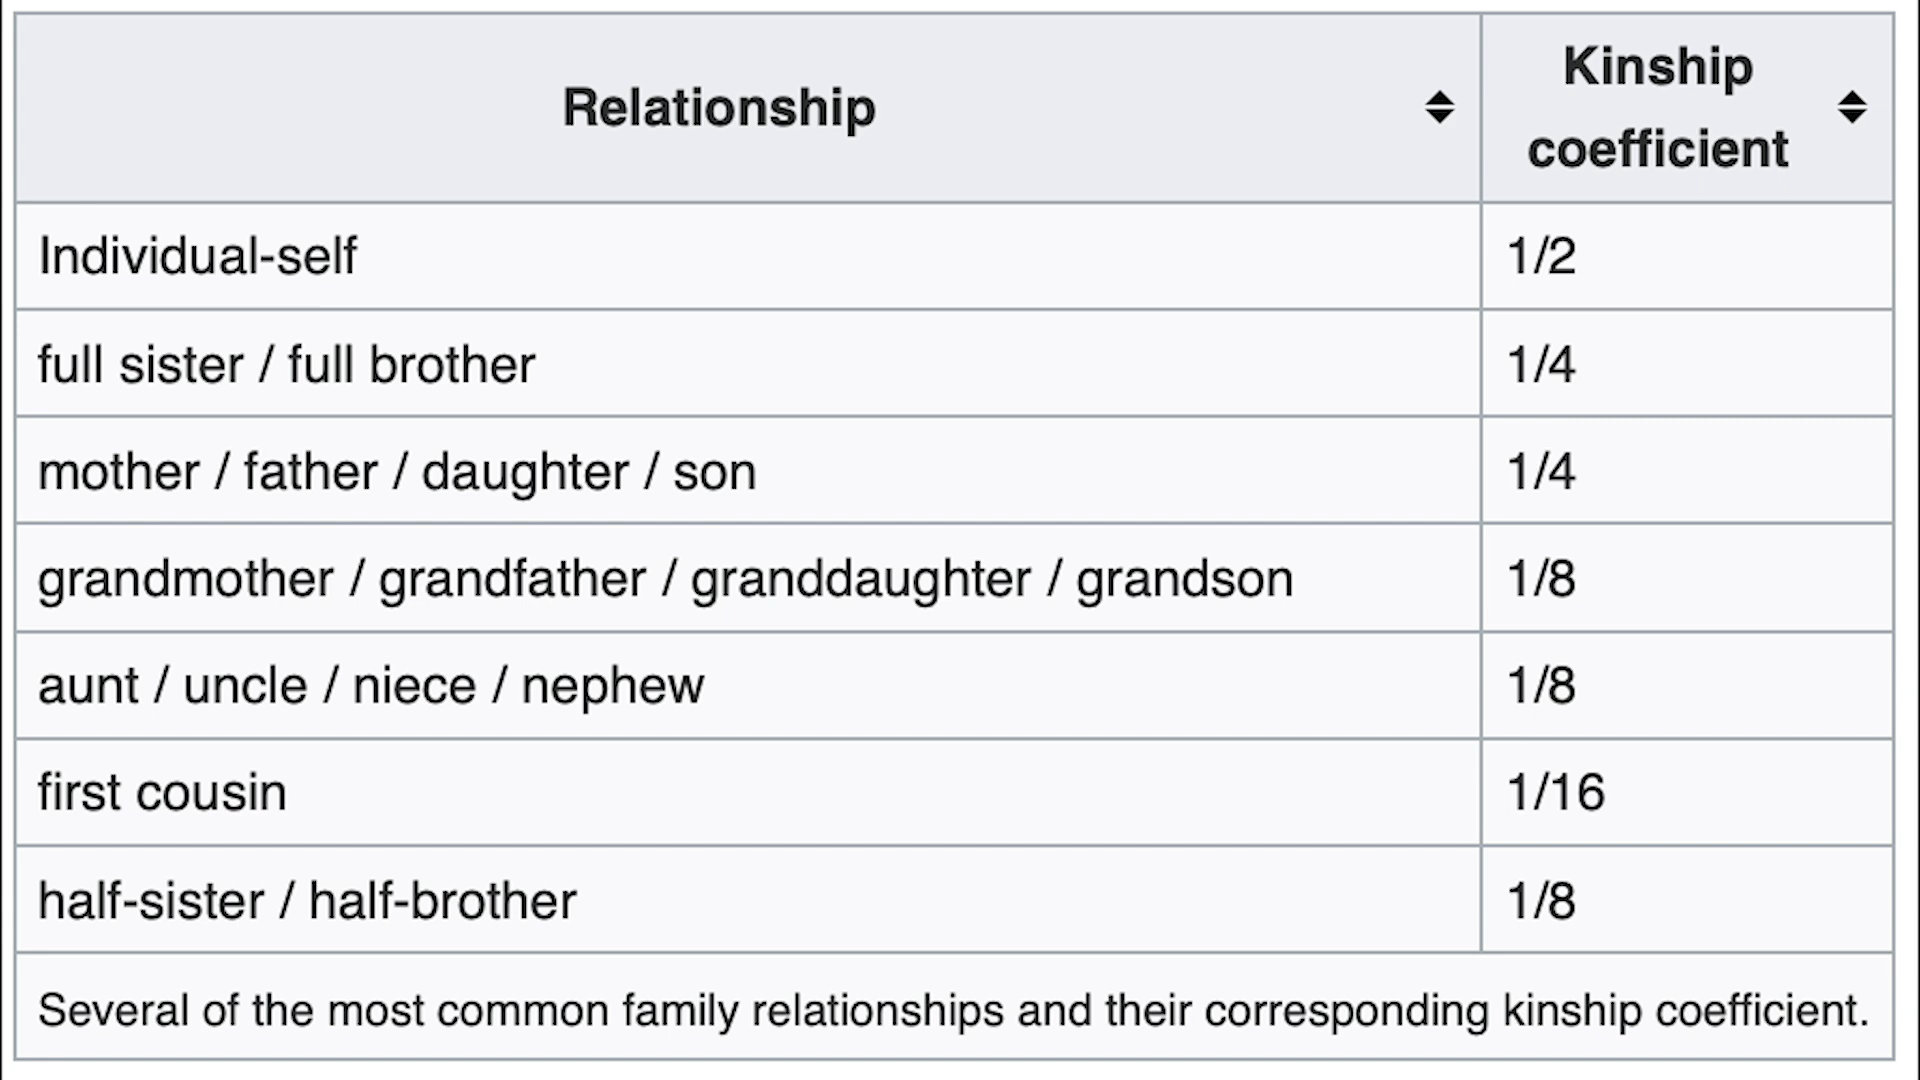 Relationship
Kinship
coefficient
Individual-self 1/2
full sister / full brother 1/4
mother / father / daughter / son 1/4
grandmother / grandfather / granddaughter / grandson 1/8
aunt / uncle / niece / nephew 1/8
first cousin 1/16
half-sister / half-brother 1/8
Several of the most common family relationships and their corresponding kinship coefficient.